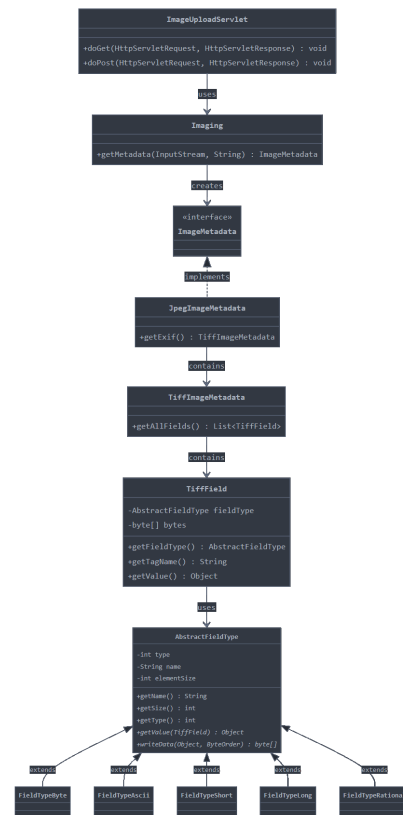 ImageUploadServlet
+doGet(HttpServletRequest, HttpServletResponse) : void
+doPost(HttpServletRequest, HttpServletResponse) : void
uses
Imaging
+getMetadata(InputStream, String) : ImageMetadata
creates
«interface»
ImageMetadata
implements
JpegImageMetadata
+getExif() : TiffImageMetadata
contains
TiffImageMetadata
+getAllFields() : List<TiffField>
contains
TiffField
-AbstractFieldType fieldType
-byte[] bytes
+getFieldType() : AbstractFieldType
+getTagName() : String
+getValue() : Object
uses
AbstractFieldType
-int type
-String name
-int elementSize
+getName() : String
+getSize() : int
+getType() : int
+getValue(TiffField) : Object
+writeData(Object, ByteOrder) : byte[]
extends extends extends extends extends
FieldTypeByte FieldTypeAscii FieldTypeShort FieldTypeLong FieldTypeRationa